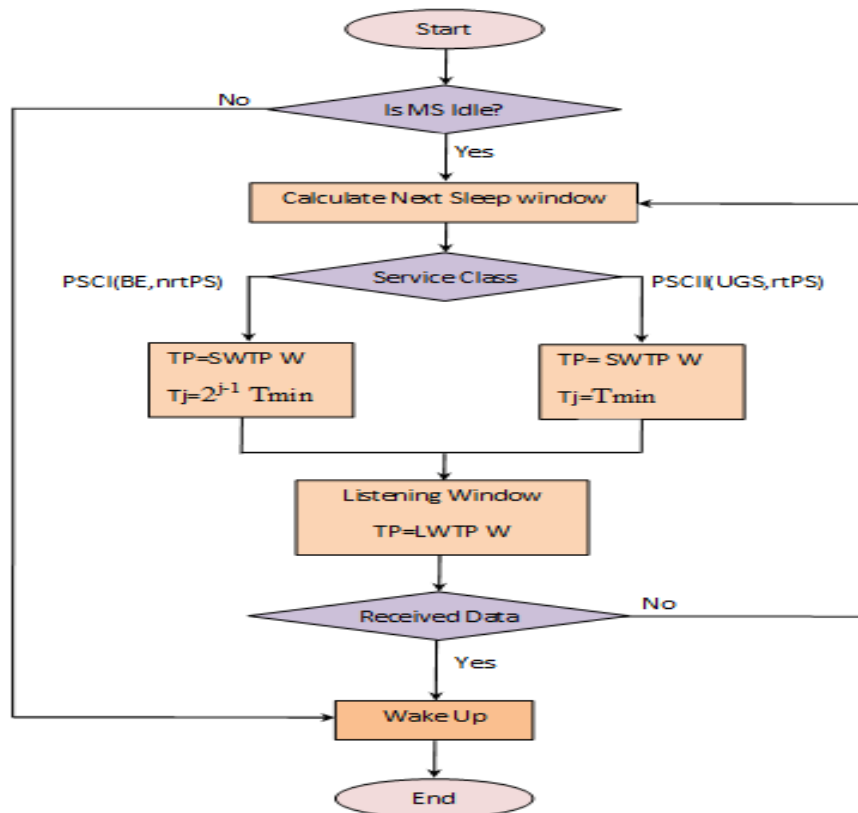 Start
Is MS Idle?
No
Yes
Calculate Next Sleep window
Service Class
PSCI(BE,nrtPS)
PSCII(UGS,rtPS)
TP=SWTP W
Tj=2^{j-1} Tmin
TP= SWTP W
Tj=Tmin
Listening Window
TP=LWTP W
Received Data
No
Yes
Wake Up
End